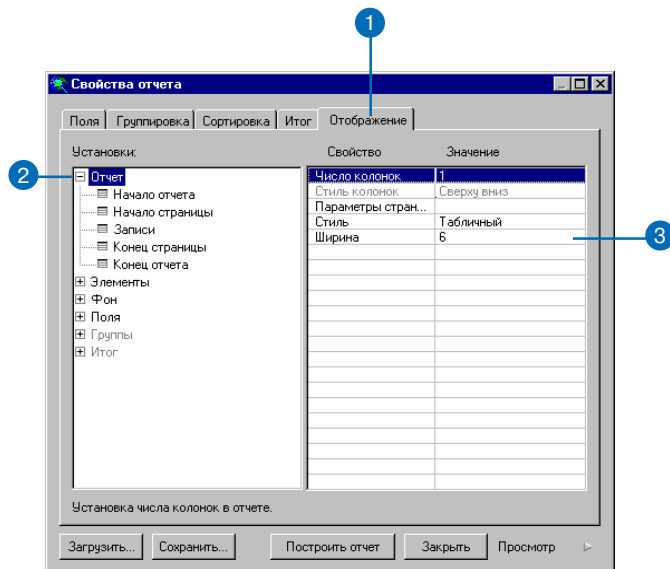 1
Свойства отчета
Поля Группировка Сортировка Итог Отображение
Установки: Свойство Значение
2
Отчет
Начало отчета
Начало страницы
Записи
Конец страницы
Конец отчета
Элементы
Фон
Поля
Группы
Итог
Число колонок 1
Стиль колонок Сверху вниз
Параметры стран...
Стиль Табличный
Ширина 6
3
Установка числа колонок в отчете.
Загрузить... Сохранить... Построить отчет Закрыть Просмотр